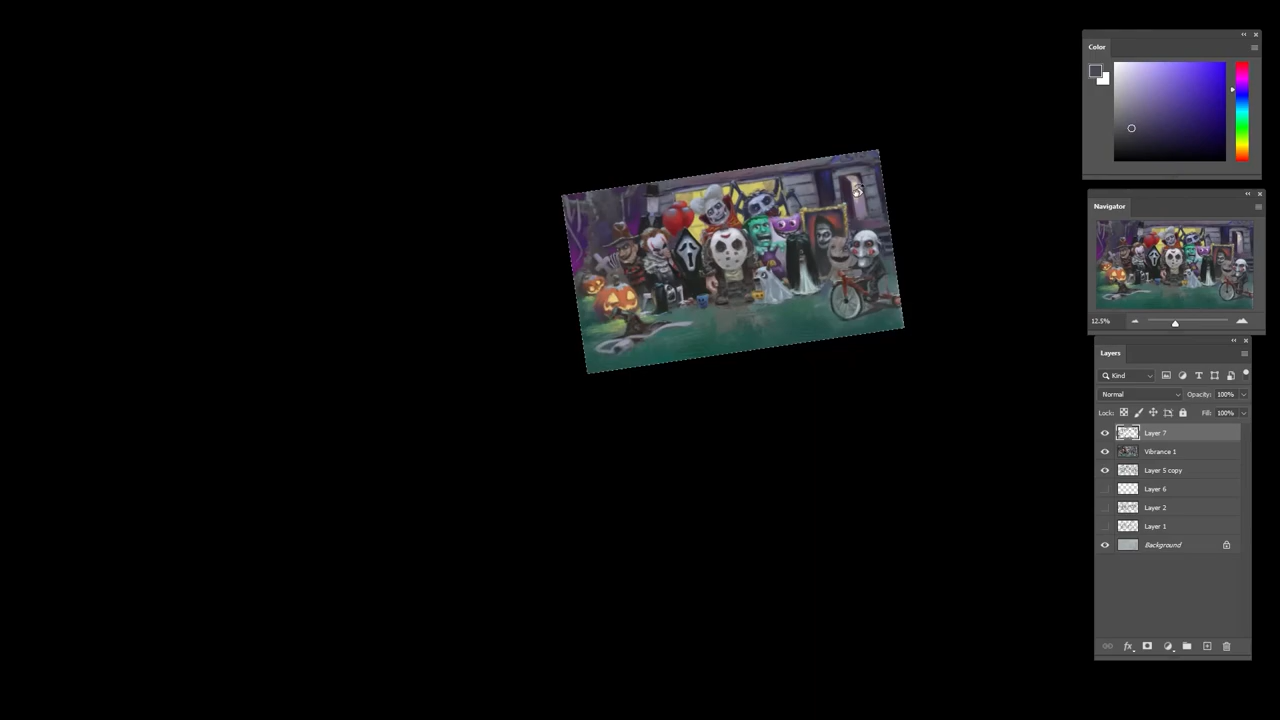 Color
Navigator
12.5%
Layers
Kind
Normal
Opacity: 100%
Lock:
Fill: 100%
Layer 7
Vibrance 1
Layer 5 copy
Layer 6
Layer 2
Layer 1
Background
fx